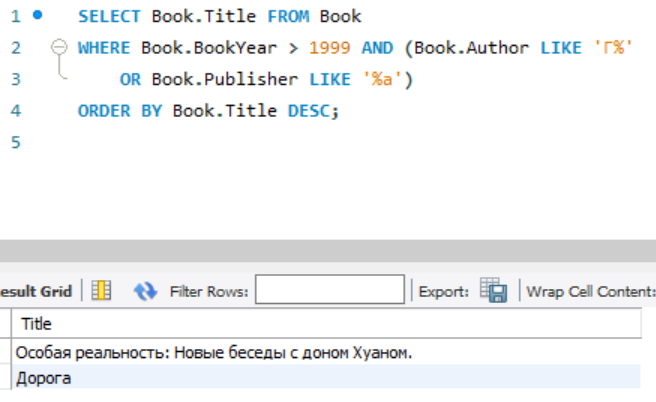 1 SELECT Book.Title FROM Book
2 WHERE Book.BookYear > 1999 AND (Book.Author LIKE 'Г%'
3 OR Book.Publisher LIKE '%а')
4 ORDER BY Book.Title DESC;
5
esult Grid Filter Rows: Export: Wrap Cell Content:
Title
Особая реальность: Новые беседы с доном Хуаном.
Дорога